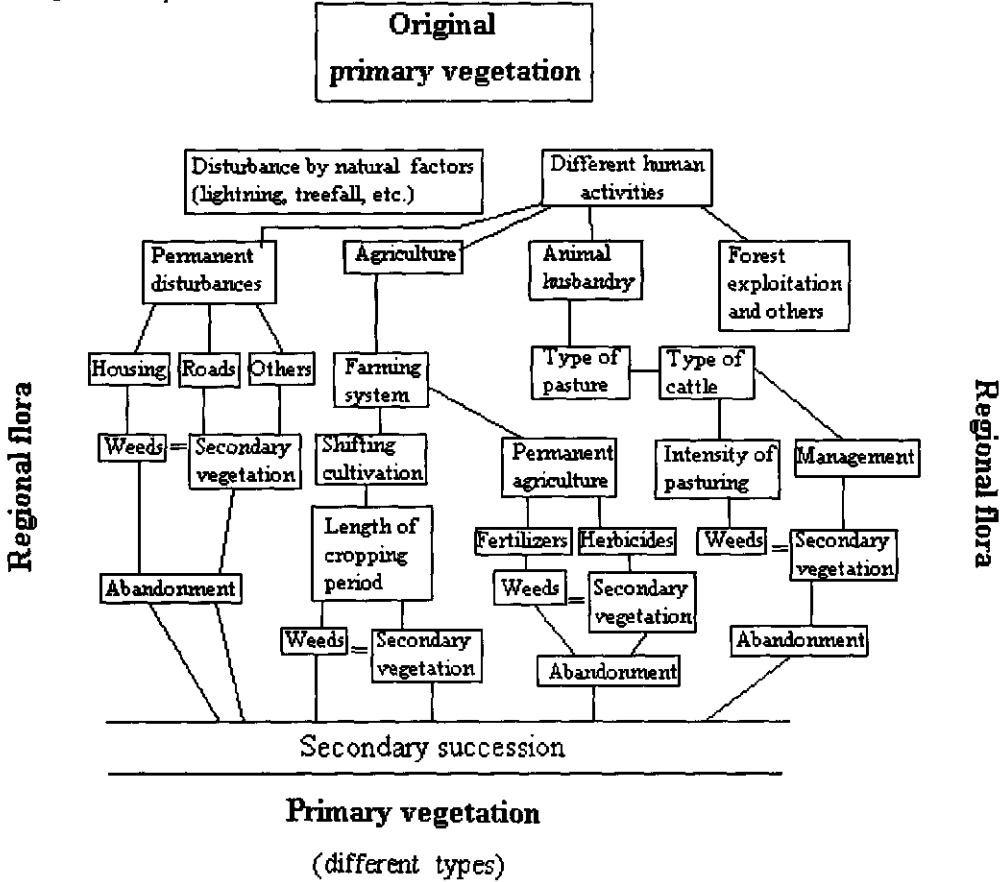 Original
primary vegetation
Disturbance by natural factors
(lightning, treefall, etc.)
Different human
activities
Permanent
disturbances
Agriculture
Animal
husbandry
Forest
exploitation
and others
Housing
Roads
Others
Farming
system
Type of
pasture
Type of
cattle
Regional flora
Regional flora
Weeds
=
Secondary
vegetation
Shifting
cultivation
Permanent
agriculture
Intensity of
pasturing
Management
Length of
cropping
period
Fertilizers
Herbicides
Weeds
=
Secondary
vegetation
Abandonment
Weeds
=
Secondary
vegetation
Weeds
=
Secondary
vegetation
Abandonment
Abandonment
Secondary succession
Primary vegetation
(different types)